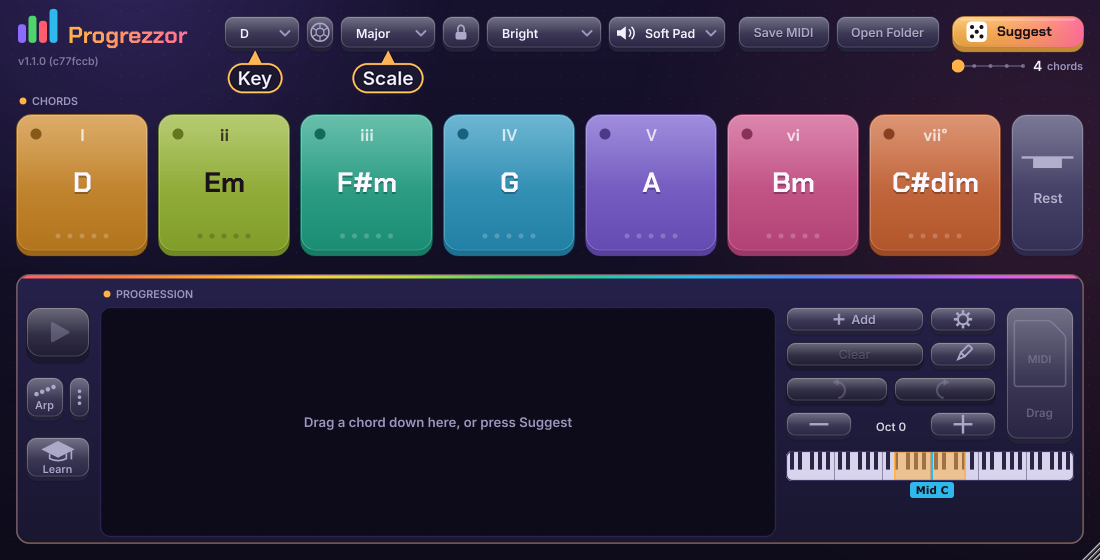 Progrezzor
v1.1.0 (c77fccb)
D
Major
Bright
Soft Pad
Save MIDI
Open Folder
Suggest
4 chords
Key
Scale
CHORDS
I
D
ii
Em
iii
F#m
IV
G
V
A
vi
Bm
vii°
C#dim
Rest
PROGRESSION
Arp
Learn
Drag a chord down here, or press Suggest
+ Add
Clear
Oct 0
MIDI
Drag
Mid C